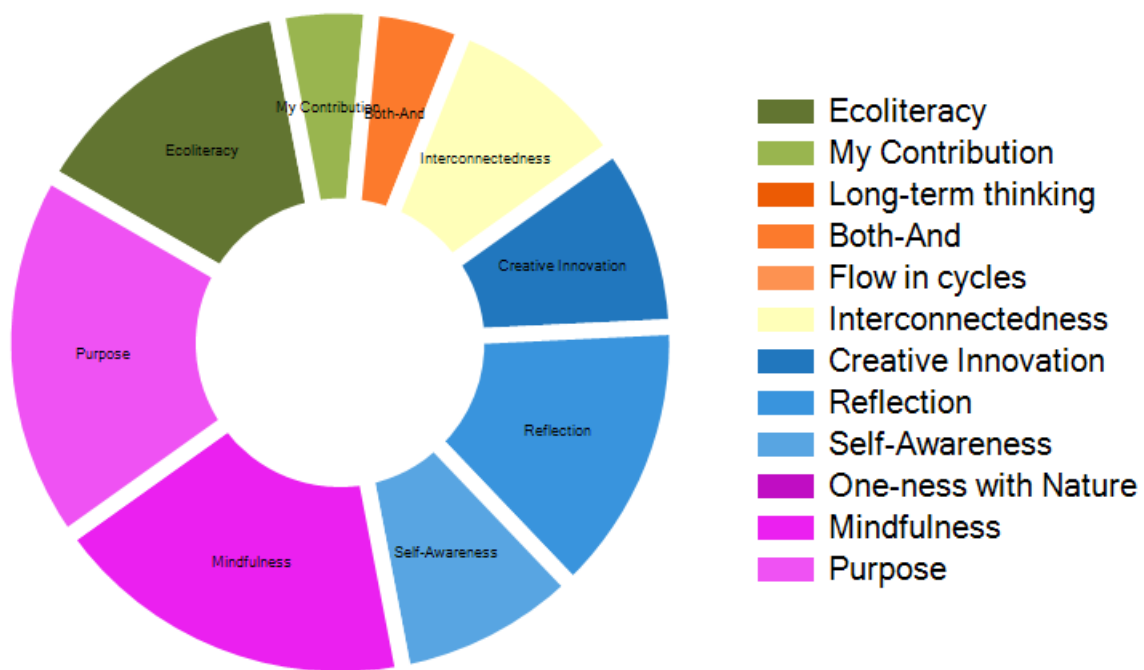 My Contribution
Both-And
Ecoliteracy
Interconnectedness
Creative Innovation
Purpose
Reflection
Self-Awareness
Mindfulness
Ecoliteracy
My Contribution
Long-term thinking
Both-And
Flow in cycles
Interconnectedness
Creative Innovation
Reflection
Self-Awareness
One-ness with Nature
Mindfulness
Purpose